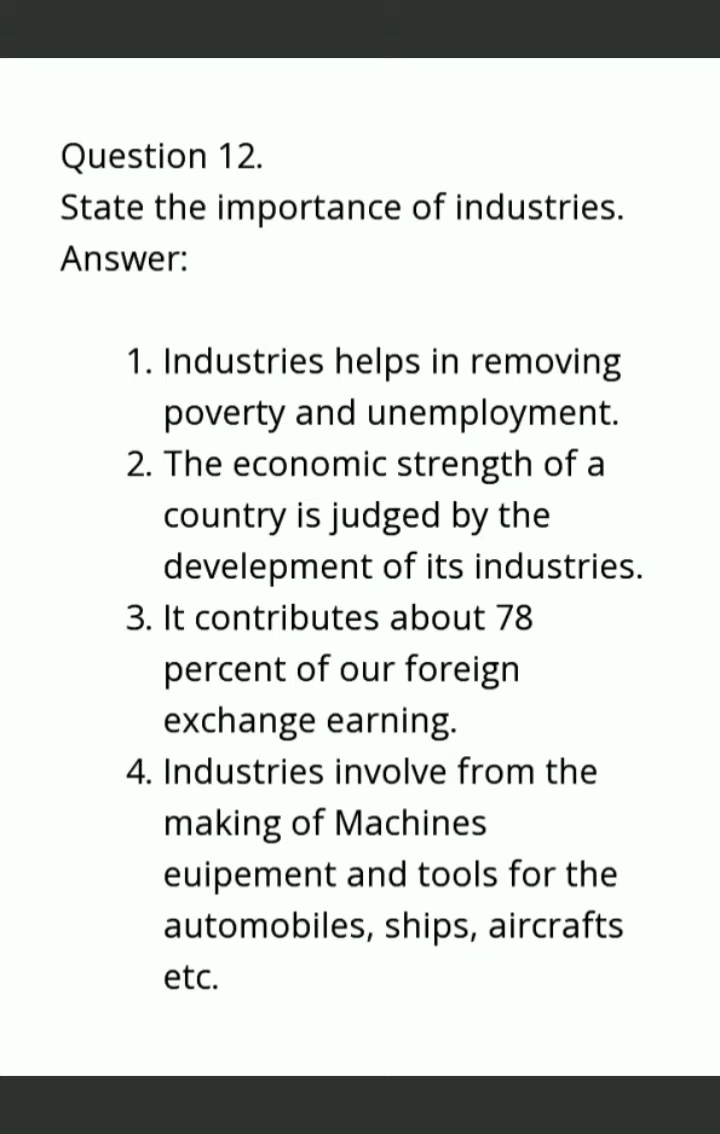 Question 12.
State the importance of industries.
Answer:
1. Industries helps in removing
poverty and unemployment.
2. The economic strength of a
country is judged by the
develepment of its industries.
3. It contributes about 78
percent of our foreign
exchange earning.
4. Industries involve from the
making of Machines
euipement and tools for the
automobiles, ships, aircrafts
etc.